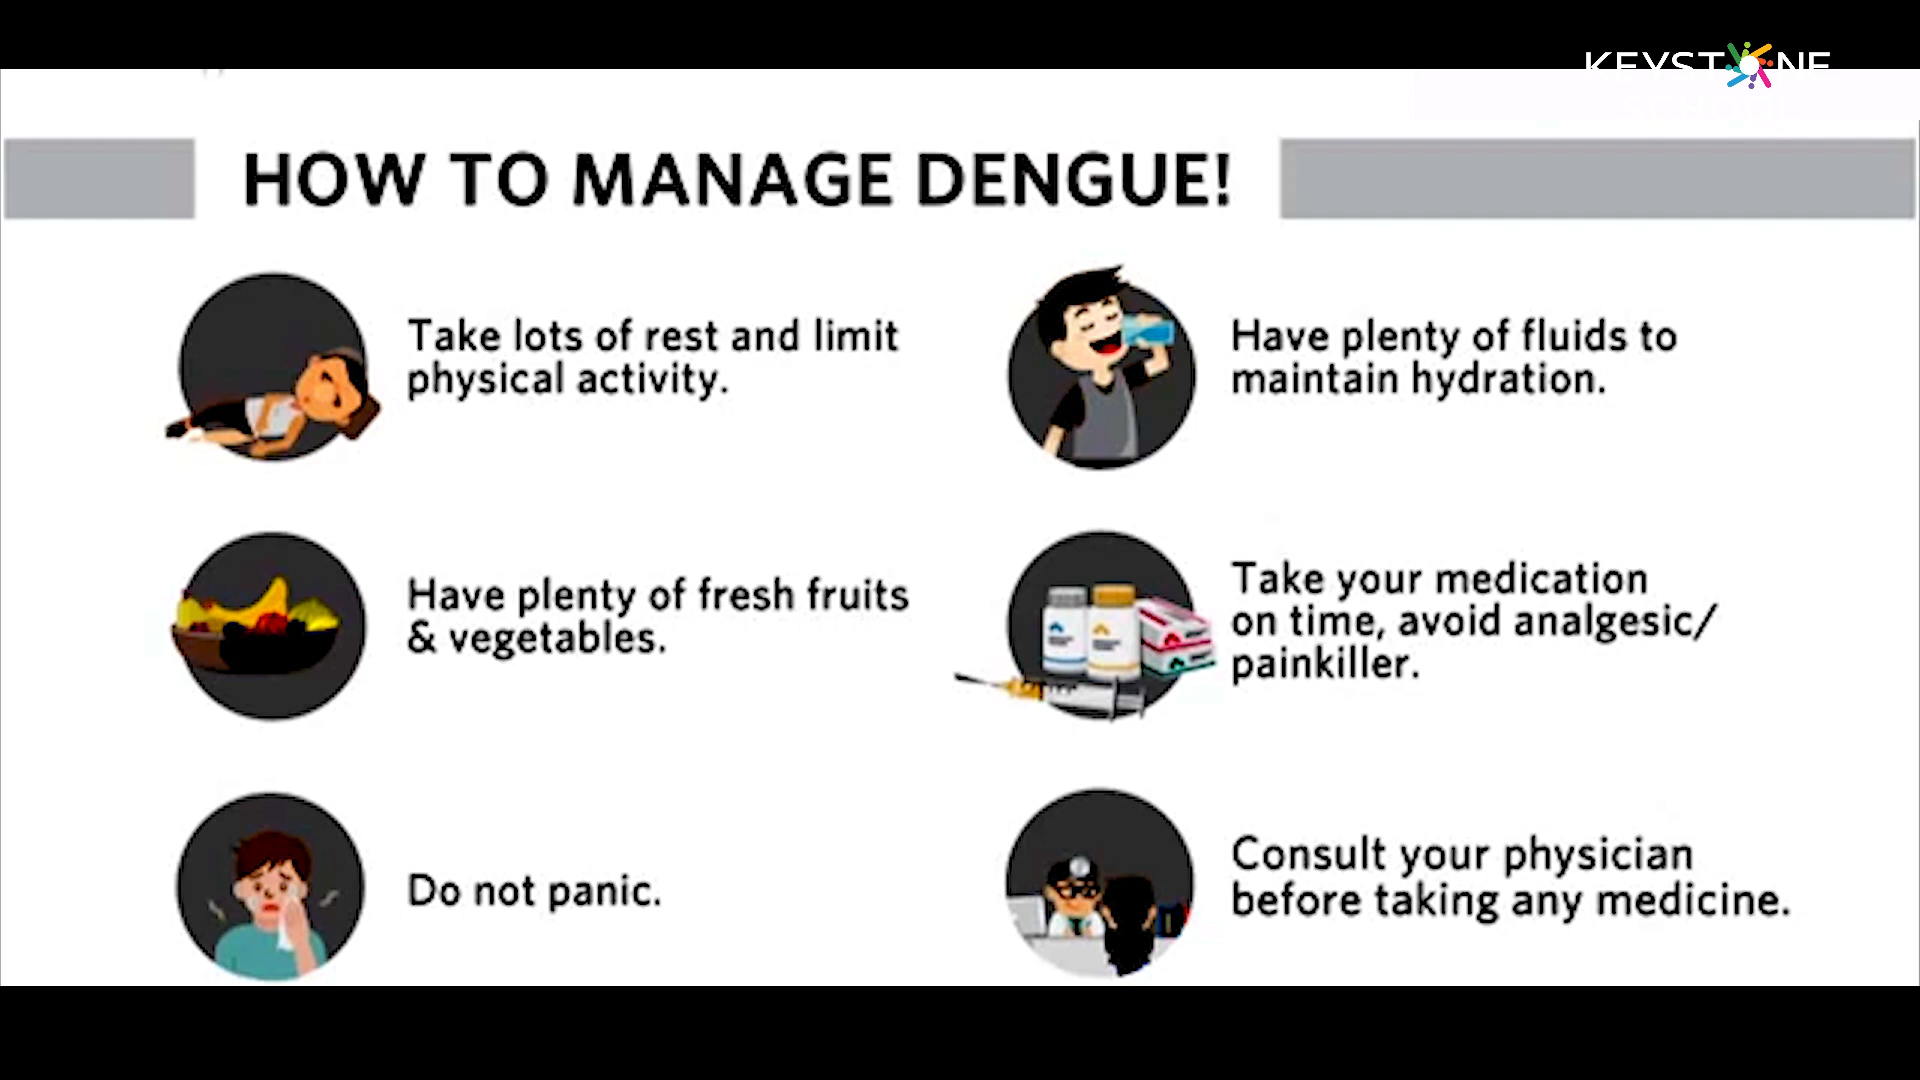 KEYSTONE
HOW TO MANAGE DENGUE!
Take lots of rest and limit
physical activity.
Have plenty of fluids to
maintain hydration.
Have plenty of fresh fruits
& vegetables.
Take your medication
on time, avoid analgesic/
painkiller.
Do not panic.
Consult your physician
before taking any medicine.